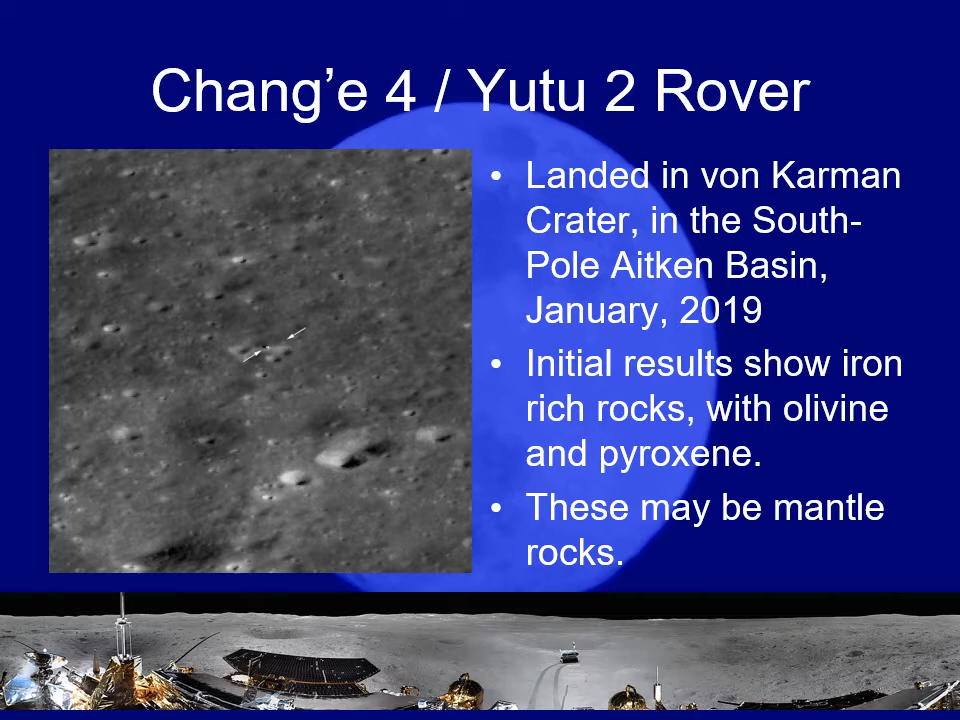 Chang’e 4 / Yutu 2 Rover
• Landed in von Karman
Crater, in the South-
Pole Aitken Basin,
January, 2019
• Initial results show iron
rich rocks, with olivine
and pyroxene.
• These may be mantle
rocks.